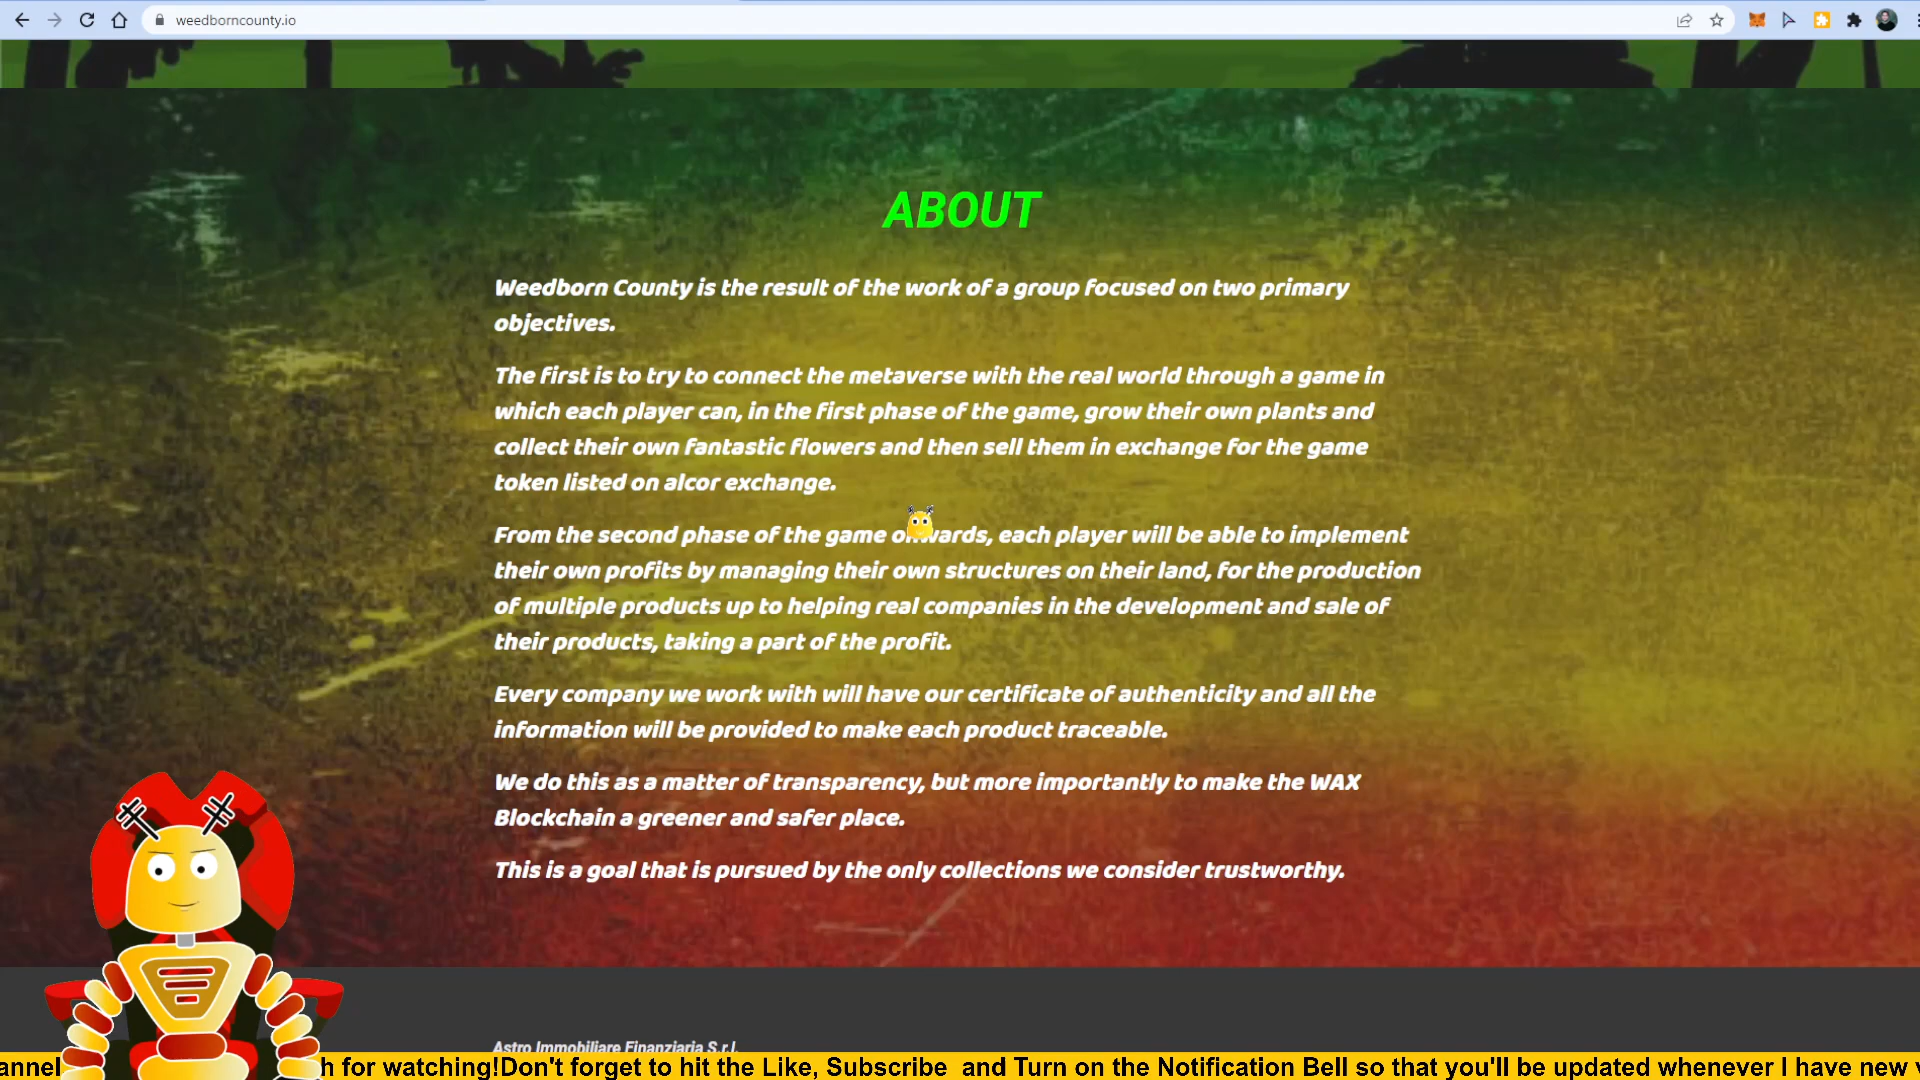 weedborncounty.io
ABOUT
Weedborn County is the result of the work of a group focused on two primary
objectives.
The first is to try to connect the metaverse with the real world through a game in
which each player can, in the first phase of the game, grow their own plants and
collect their own fantastic flowers and then sell them in exchange for the game
token listed on alcor exchange.
From the second phase of the game onwards, each player will be able to implement
their own profits by managing their own structures on their land, for the production
of multiple products up to helping real companies in the development and sale of
their products, taking a part of the profit.
Every company we work with will have our certificate of authenticity and all the
information will be provided to make each product traceable.
We do this as a matter of transparency, but more importantly to make the WAX
Blockchain a greener and safer place.
This is a goal that is pursued by the only collections we consider trustworthy.
Astro Immobiliare Finanziaria S.r.l.
annel h for watching!Don't forget to hit the Like, Subscribe and Turn on the Notification Bell so that you'll be updated whenever I have new